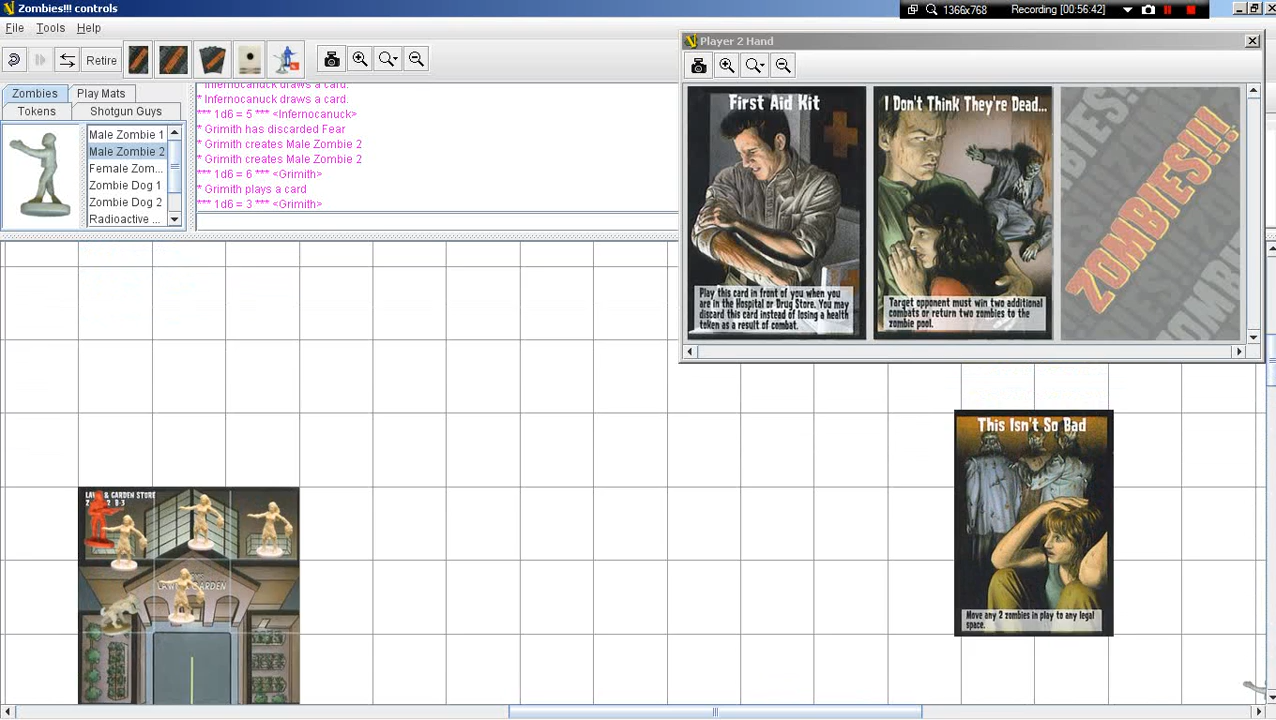 Zombies!!! controls
1366x768
Recording [00:56:42]
File Tools Help
Retire
Zombies
Play Mats
Tokens
Shotgun Guys
Male Zombie 1
Male Zombie 2
Female Zom...
Zombie Dog 1
Zombie Dog 2
Radioactive ...
* Infernocanuck draws a card.
* Infernocanuck draws a card.
*** 1d6 = 5 *** <Infernocanuck>
* Grimith has discarded Fear
* Grimith creates Male Zombie 2
* Grimith creates Male Zombie 2
*** 1d6 = 6 *** <Grimith>
* Grimith plays a card
*** 1d6 = 3 *** <Grimith>
Player 2 Hand
First Aid Kit
Play this card in front of you when you
are in the Hospital or Drug Store. You may
discard this card instead of losing a health
token as a result of combat.
I Don't Think They're Dead...
Target opponent must win two additional
combats or return two zombies to the
zombie pool.
ZOMBIES!!!
This Isn't So Bad
Move any 2 zombies in play to any legal
space.
& GARDEN STORE
B-3
GARDEN